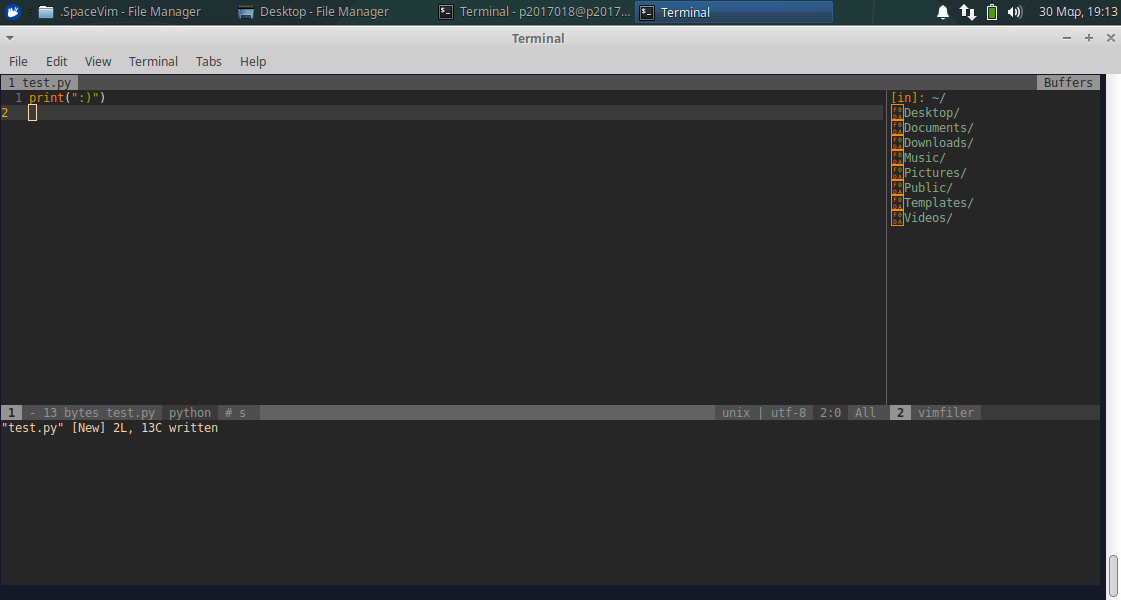 .SpaceVim - File Manager Desktop - File Manager Terminal - p2017018@p2017... Terminal 30 Μαρ, 19:13
Terminal
File Edit View Terminal Tabs Help
1 test.py Buffers
1 print(":)") [in]: ~/
2
Desktop/
Documents/
Downloads/
Music/
Pictures/
Public/
Templates/
Videos/
1 - 13 bytes test.py python # s unix | utf-8 2:0 All 2 vimfiler
"test.py" [New] 2L, 13C written